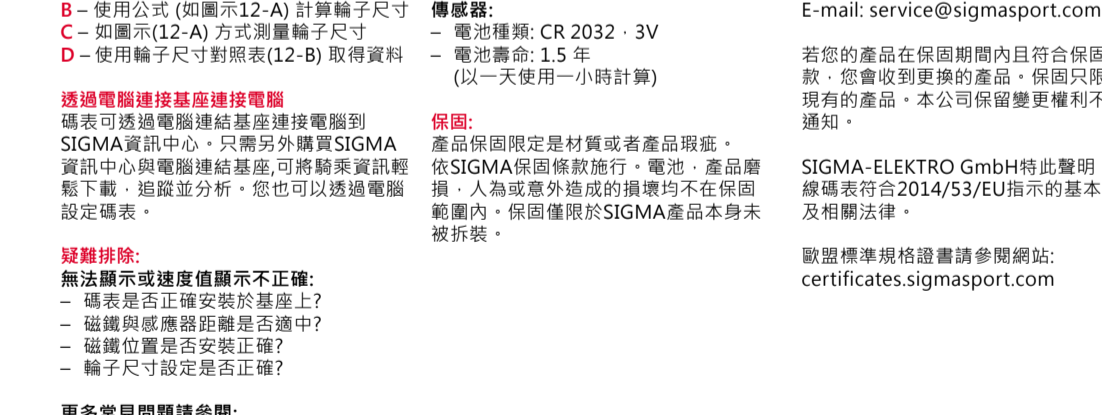 B – 使用公式 (如圖示12-A) 計算輪子尺寸
C – 如圖示(12-A) 方式測量輪子尺寸
D – 使用輪子尺寸對照表(12-B) 取得資料
透過電腦連接基座連接電腦
碼表可透過電腦連結基座連接電腦到
SIGMA資訊中心。只需另外購買SIGMA
資訊中心與電腦連結基座,可將騎乘資訊輕
鬆下載，追蹤並分析。您也可以透過電腦
設定碼表。
疑難排除:
無法顯示或速度值顯示不正確:
– 碼表是否正確安裝於基座上?
– 磁鐵與感應器距離是否適中?
– 磁鐵位置是否安裝正確?
– 輪子尺寸設定是否正確?
更多常見問題請參閱:
傳感器:
– 電池種類: CR 2032，3V
– 電池壽命: 1.5 年
(以一天使用一小時計算)
保固:
產品保固限定是材質或者產品瑕疵。
依SIGMA保固條款施行。電池，產品磨
損，人為或意外造成的損壞均不在保固
範圍內。保固僅限於SIGMA產品本身未
被拆裝。
E-mail: service@sigmasport.com
若您的產品在保固期間內且符合保固
款，您會收到更換的產品。保固只限
現有的產品。本公司保留變更權利不
通知。
SIGMA-ELEKTRO GmbH特此聲明
線碼表符合2014/53/EU指示的基本
及相關法律。
歐盟標準規格證書請參閱網站:
certificates.sigmasport.com